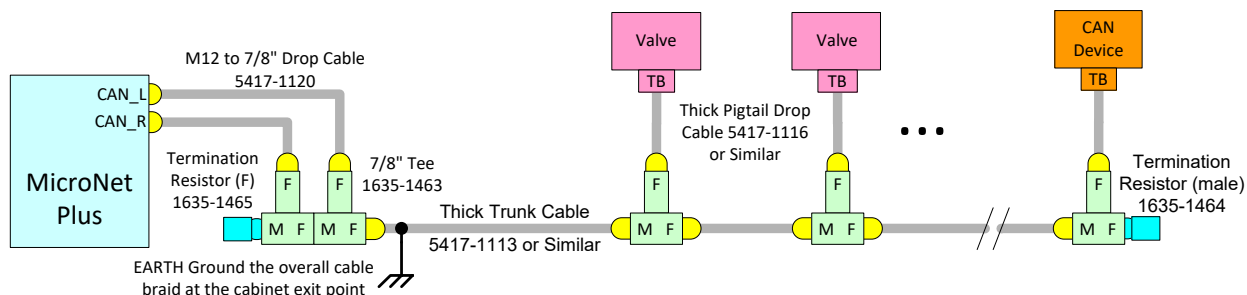 M12 to 7/8" Drop Cable
5417-1120
CAN_L
CAN_R
MicroNet
Plus
Termination
Resistor (F)
1635-1465
7/8" Tee
1635-1463
F
F
M F
M F
EARTH Ground the overall cable
braid at the cabinet exit point
Thick Trunk Cable
5417-1113 or Similar
Valve
TB
Thick Pigtail Drop
Cable 5417-1116
or Similar
F
M F
Valve
TB
F
M F
CAN
Device
TB
F
M F
Termination
Resistor (male)
1635-1464